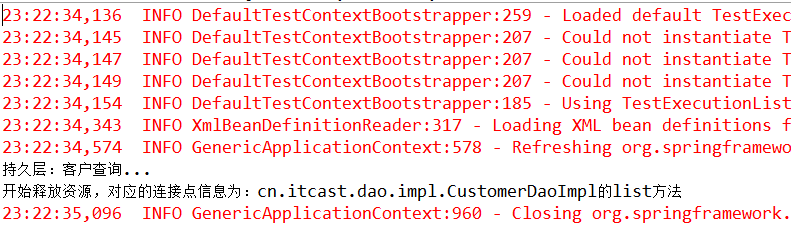 23:22:34,136  INFO DefaultTestContextBootstrapper:259 - Loaded default TestExec
23:22:34,145  INFO DefaultTestContextBootstrapper:207 - Could not instantiate T
23:22:34,148  INFO DefaultTestContextBootstrapper:207 - Could not instantiate T
23:22:34,149  INFO DefaultTestContextBootstrapper:207 - Could not instantiate T
23:22:34,154  INFO DefaultTestContextBootstrapper:185 - Using TestExecutionList
23:22:34,343  INFO XmlBeanDefinitionReader:317 - Loading XML bean definitions f
23:22:34,574  INFO GenericApplicationContext:578 - Refreshing org.springframewo
持久层：客户查询...
开始释放资源，对应的连接点信息为：cn.itcast.dao.impl.CustomerDaoImpl的list方法
23:22:35,096  INFO GenericApplicationContext:960 - Closing org.springframework.